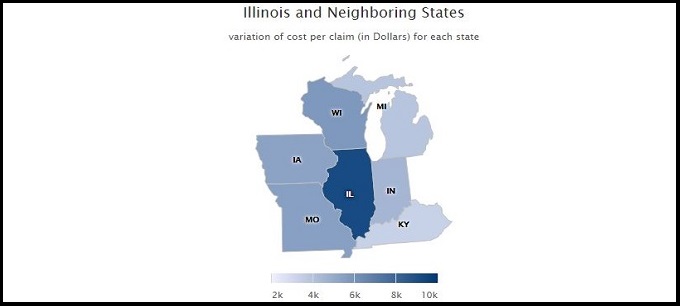 Illinois and Neighboring States
variation of cost per claim (in Dollars) for each state
WI
MI
IA
IL
IN
MO
KY
2k 4k 6k 8k 10k